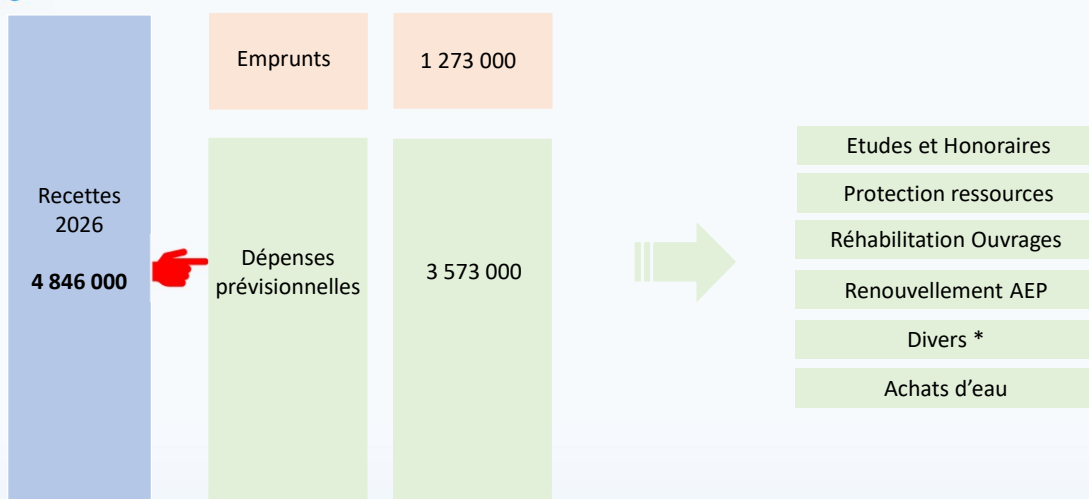 Recettes
2026
4 846 000
Emprunts
1 273 000
Dépenses
prévisionnelles
3 573 000
Etudes et Honoraires
Protection ressources
Réhabilitation Ouvrages
Renouvellement AEP
Divers *
Achats d’eau